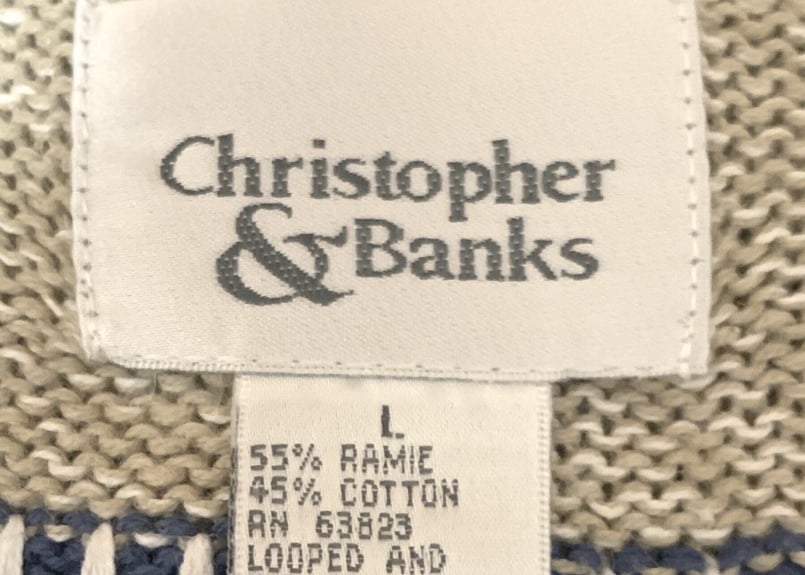 Christopher
& Banks
L
55% RAMIE
45% COTTON
RN 63823
LOOPED AND